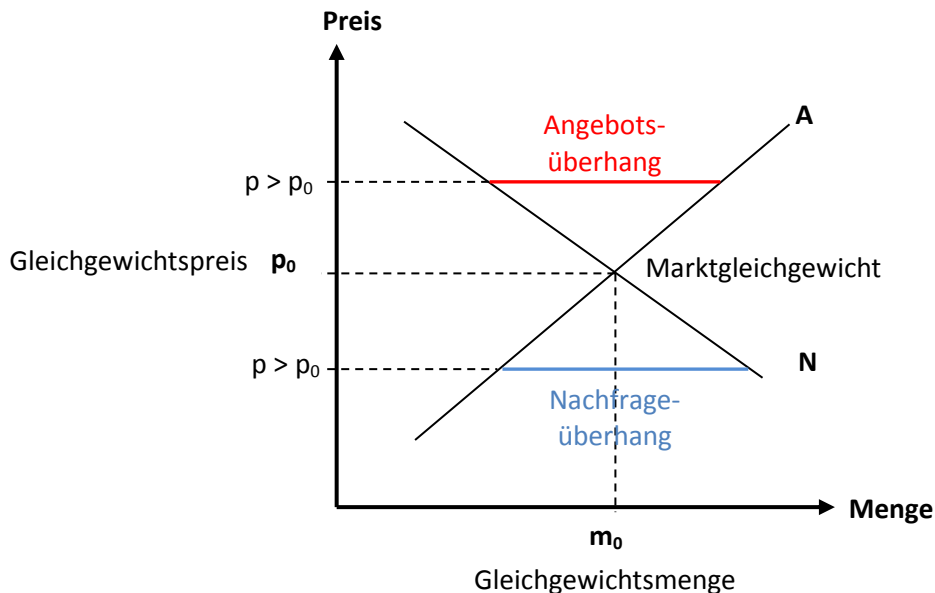 Preis
A
Angebots-
überhang
p > p₀
Gleichgewichtspreis p₀
Marktgleichgewicht
p > p₀
N
Nachfrage-
überhang
Menge
m₀
Gleichgewichtsmenge